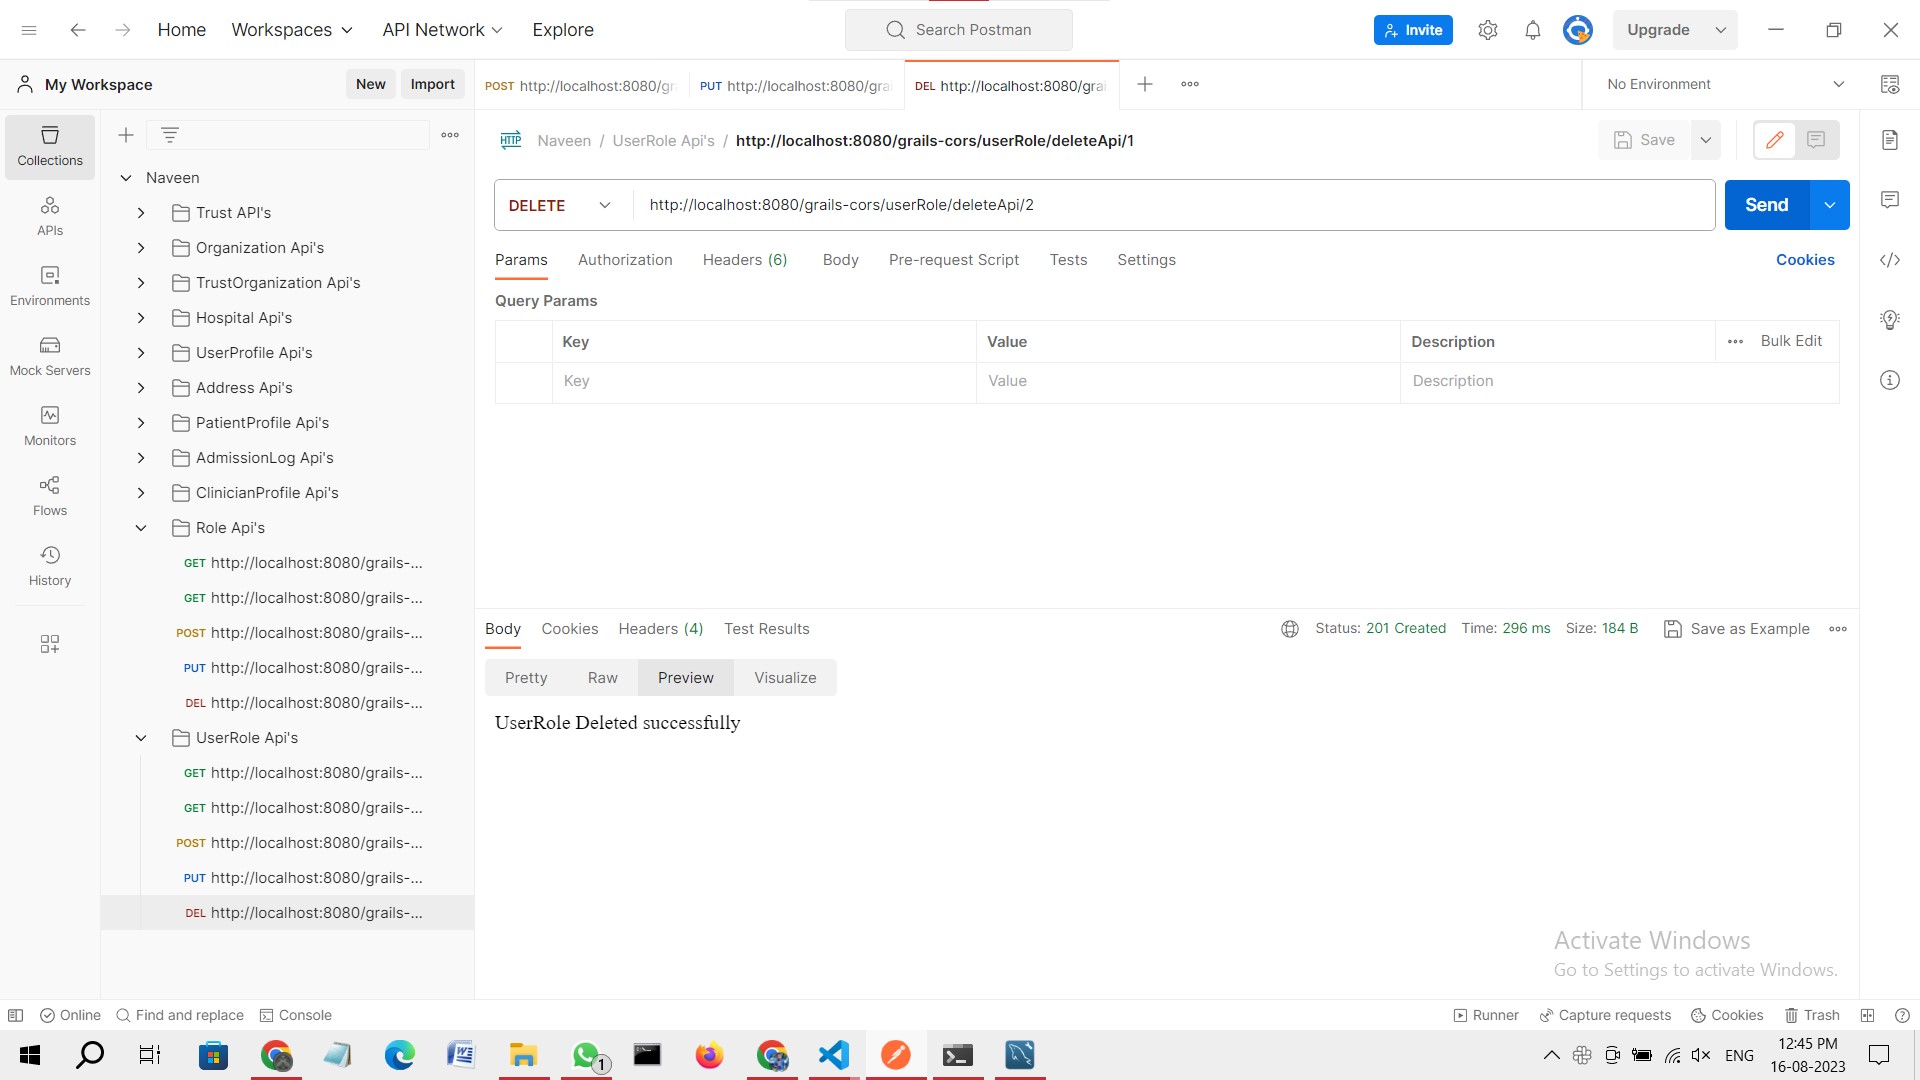 Home
Workspaces
API Network
Explore
Search Postman
Invite
Upgrade
My Workspace
New
Import
POST http://localhost:8080/gr
PUT http://localhost:8080/gra
DEL http://localhost:8080/grai
No Environment
Collections
APIs
Environments
Mock Servers
Monitors
Flows
History
Naveen
Trust API's
Organization Api's
TrustOrganization Api's
Hospital Api's
UserProfile Api's
Address Api's
PatientProfile Api's
AdmissionLog Api's
ClinicianProfile Api's
Role Api's
GET http://localhost:8080/grails-...
GET http://localhost:8080/grails-...
POST http://localhost:8080/grails-...
PUT http://localhost:8080/grails-...
DEL http://localhost:8080/grails-...
UserRole Api's
GET http://localhost:8080/grails-...
GET http://localhost:8080/grails-...
POST http://localhost:8080/grails-...
PUT http://localhost:8080/grails-...
DEL http://localhost:8080/grails-...
HTTP Naveen / UserRole Api's / http://localhost:8080/grails-cors/userRole/deleteApi/1
Save
DELETE http://localhost:8080/grails-cors/userRole/deleteApi/2
Send
Params Authorization Headers (6) Body Pre-request Script Tests Settings
Cookies
Query Params
Key Value Description Bulk Edit
Key Value Description
Body Cookies Headers (4) Test Results
Status: 201 Created Time: 296 ms Size: 184 B Save as Example
Pretty Raw Preview Visualize
UserRole Deleted successfully
Activate Windows
Go to Settings to activate Windows.
Online Find and replace Console
Runner Capture requests Cookies Trash
1
ENG
12:45 PM
16-08-2023